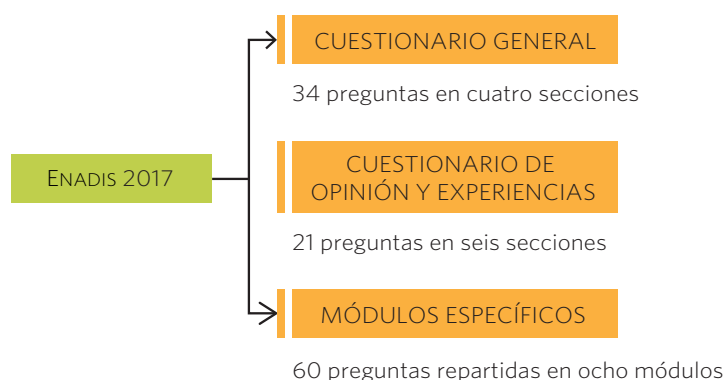 CUESTIONARIO GENERAL
34 preguntas en cuatro secciones
ENADIS 2017
CUESTIONARIO DE
OPINIÓN Y EXPERIENCIAS
21 preguntas en seis secciones
MÓDULOS ESPECÍFICOS
60 preguntas repartidas en ocho módulos